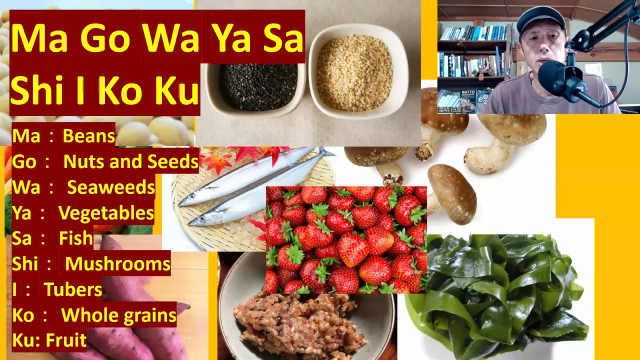 Ma Go Wa Ya Sa
Shi I Ko Ku
Ma : Beans
Go : Nuts and Seeds
Wa : Seaweeds
Ya : Vegetables
Sa : Fish
Shi : Mushrooms
I : Tubers
Ko : Whole grains
Ku: Fruit